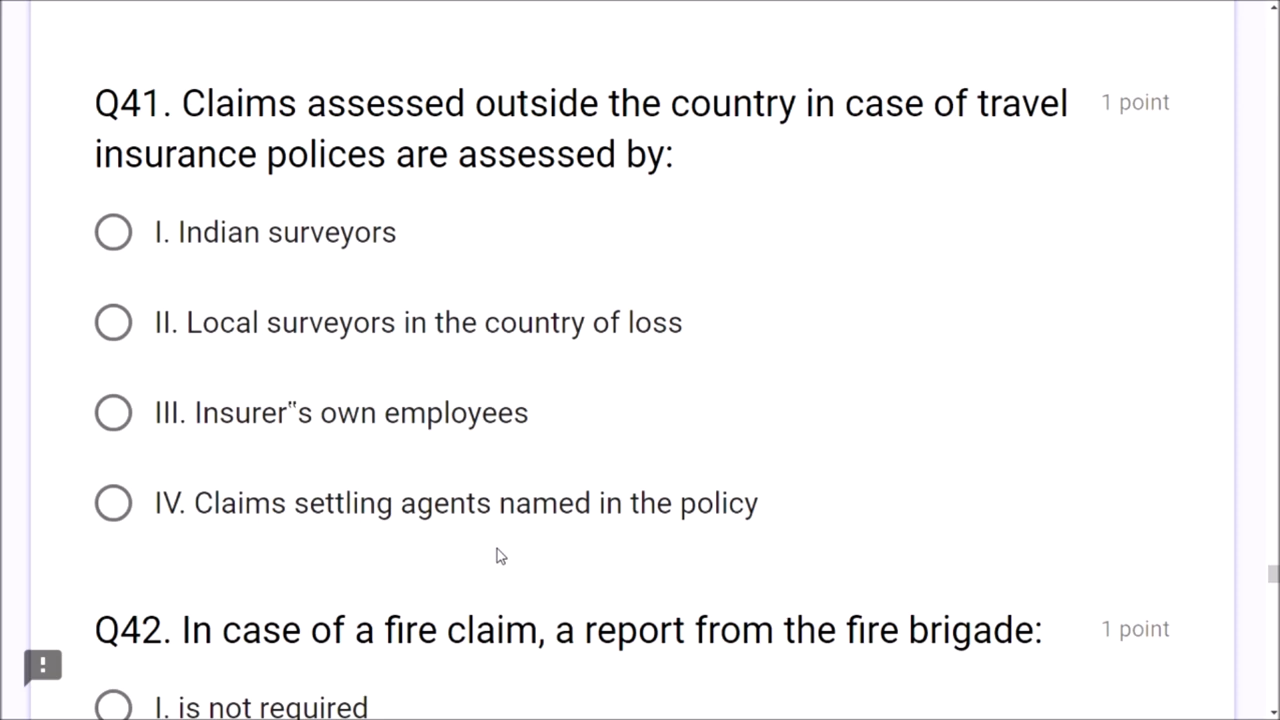 Q41. Claims assessed outside the country in case of travel 1 point
insurance polices are assessed by:
I. Indian surveyors
II. Local surveyors in the country of loss
III. Insurer‟s own employees
IV. Claims settling agents named in the policy
Q42. In case of a fire claim, a report from the fire brigade: 1 point
I. is not required